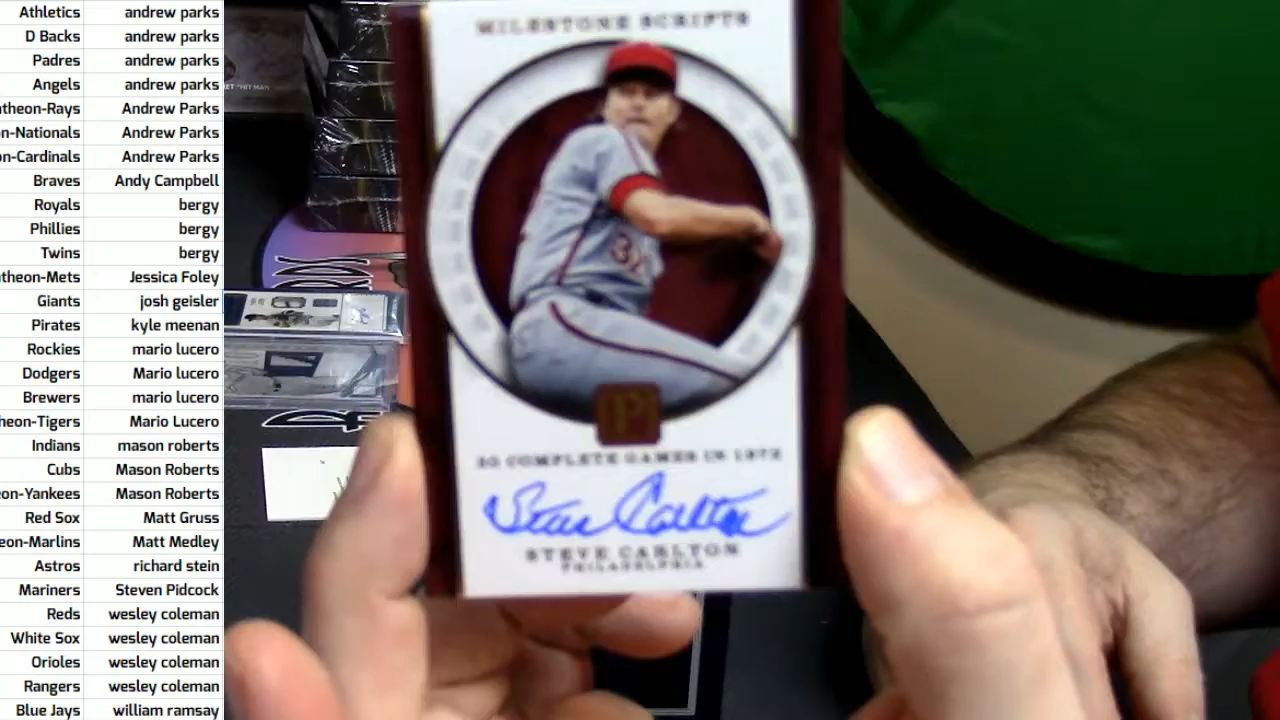 Athletics andrew parks
D Backs andrew parks
Padres andrew parks
Angels andrew parks
theon-Rays Andrew Parks
n-Nationals Andrew Parks
on-Cardinals Andrew Parks
Braves Andy Campbell
Royals bergy
Phillies bergy
Twins bergy
theon-Mets Jessica Foley
Giants josh geisler
Pirates kyle meenan
Rockies mario lucero
Dodgers Mario lucero
Brewers mario lucero
heon-Tigers Mario Lucero
Indians mason roberts
Cubs Mason Roberts
eon-Yankees Mason Roberts
Red Sox Matt Gruss
eon-Marlins Matt Medley
Astros richard stein
Mariners Steven Pidcock
Reds wesley coleman
White Sox wesley coleman
Orioles wesley coleman
Rangers wesley coleman
Blue Jays william ramsay
MILESTONE SCRIPTS
32
P
30 COMPLETE GAMES IN 1972
Steve Carlton
STEVE CARLTON
PHILADELPHIA